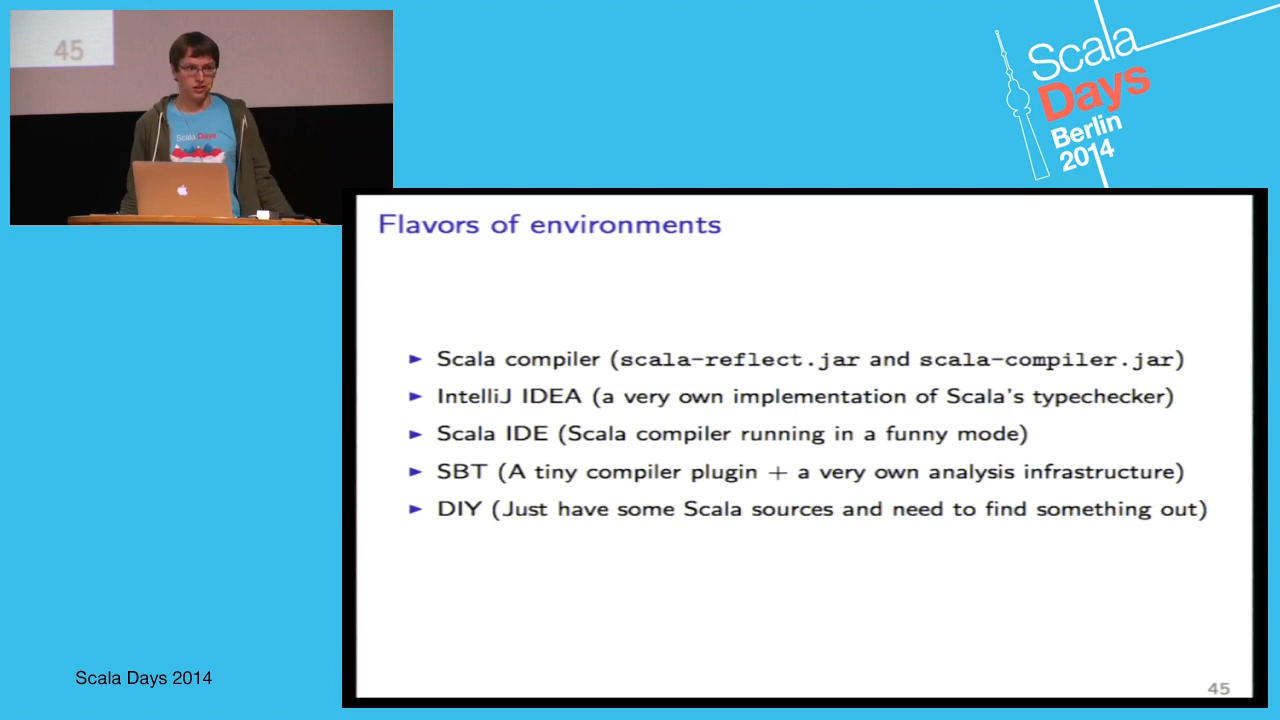 45
Scala Days
Scala
Days
Berlin
2014
Flavors of environments
► Scala compiler (scala-reflect.jar and scala-compiler.jar)
► IntelliJ IDEA (a very own implementation of Scala's typechecker)
► Scala IDE (Scala compiler running in a funny mode)
► SBT (A tiny compiler plugin + a very own analysis infrastructure)
► DIY (Just have some Scala sources and need to find something out)
45
Scala Days 2014